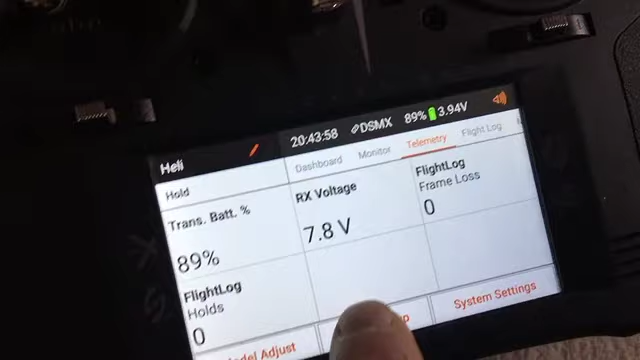 Heli
20:43:58
DSMX
89%
3.94V
Hold
Dashboard
Monitor
Telemetry
Flight Log
Trans. Batt. %
89%
RX Voltage
7.8 V
FlightLog
Frame Loss
0
FlightLog
Holds
0
Adjust
System Settings